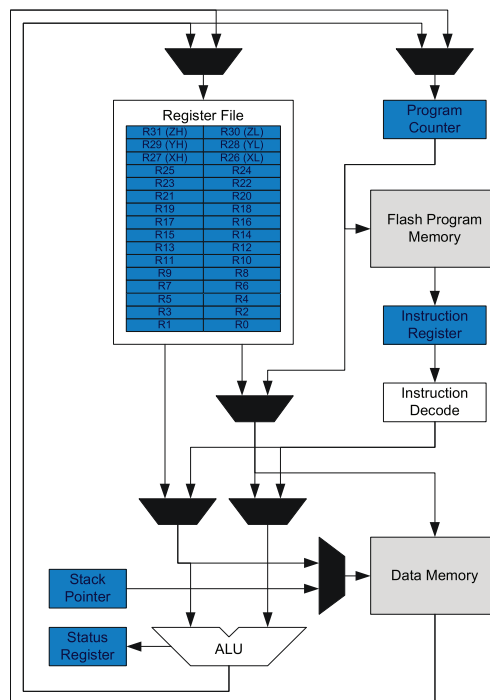 Register File
R31 (ZH) R30 (ZL)
R29 (YH) R28 (YL)
R27 (XH) R26 (XL)
R25 R24
R23 R22
R21 R20
R19 R18
R17 R16
R15 R14
R13 R12
R11 R10
R9 R8
R7 R6
R5 R4
R3 R2
R1 R0
Program
Counter
Flash Program
Memory
Instruction
Register
Instruction
Decode
Data Memory
Stack
Pointer
Status
Register
ALU